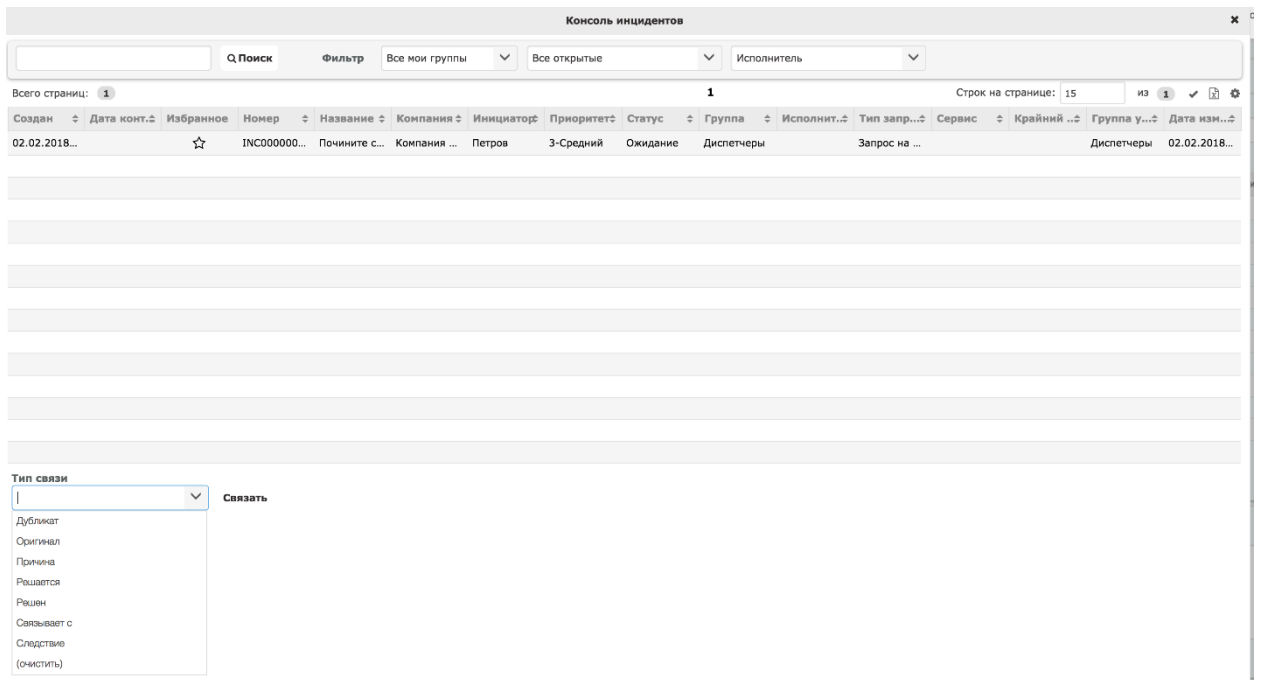 Консоль инцидентов
Поиск Фильтр Все мои группы Все открытые Исполнитель
Всего страниц: 1 1 Строк на странице: 15 из 1
Создан Дата конт.. Избранное Номер Название Компания Инициатор Приоритет Статус Группа Исполнит.. Тип запр... Сервис Крайний .. Группа у... Дата изм...
02.02.2018... INC000000... Почините с... Компания ... Петров 3-Средний Ожидание Диспетчеры Запрос на ... Диспетчеры 02.02.2018...
Тип связи
Связать
Дубликат
Оригинал
Причина
Решается
Решен
Связывает с
Следствие
(очистить)